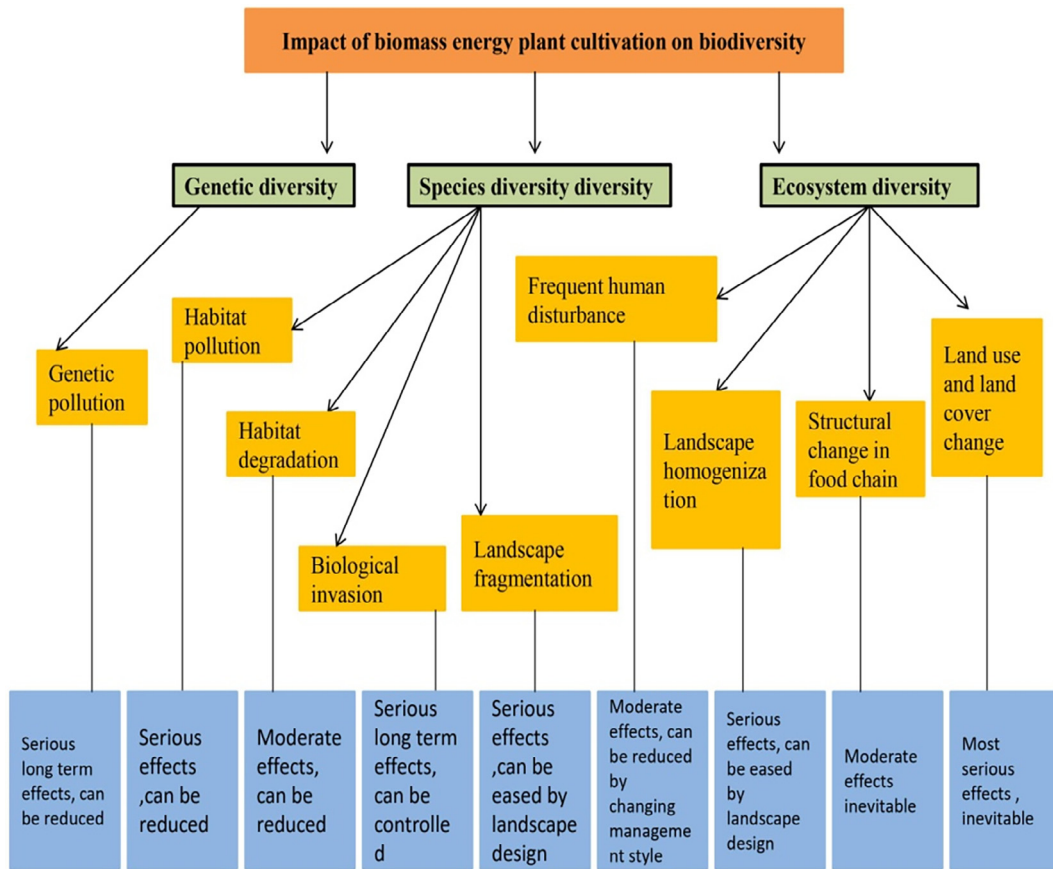 Impact of biomass energy plant cultivation on biodiversity
Genetic diversity
Species diversity diversity
Ecosystem diversity
Genetic
pollution
Habitat
pollution
Habitat
degradation
Biological
invasion
Landscape
fragmentation
Frequent human
disturbance
Landscape
homogeniza
tion
Structural
change in
food chain
Land use
and land
cover
change
Serious
long term
effects, can
be reduced
Serious
effects
,can be
reduced
Moderate
effects,
can be
reduced
Serious
long term
effects,
can be
controlle
d
Serious
effects
,can be
eased by
landscape
design
Moderate
effects, can
be reduced
by
changing
manageme
nt style
Serious
effects, can
be eased
by
landscape
design
Moderate
effects
inevitable
Most
serious
effects ,
inevitable